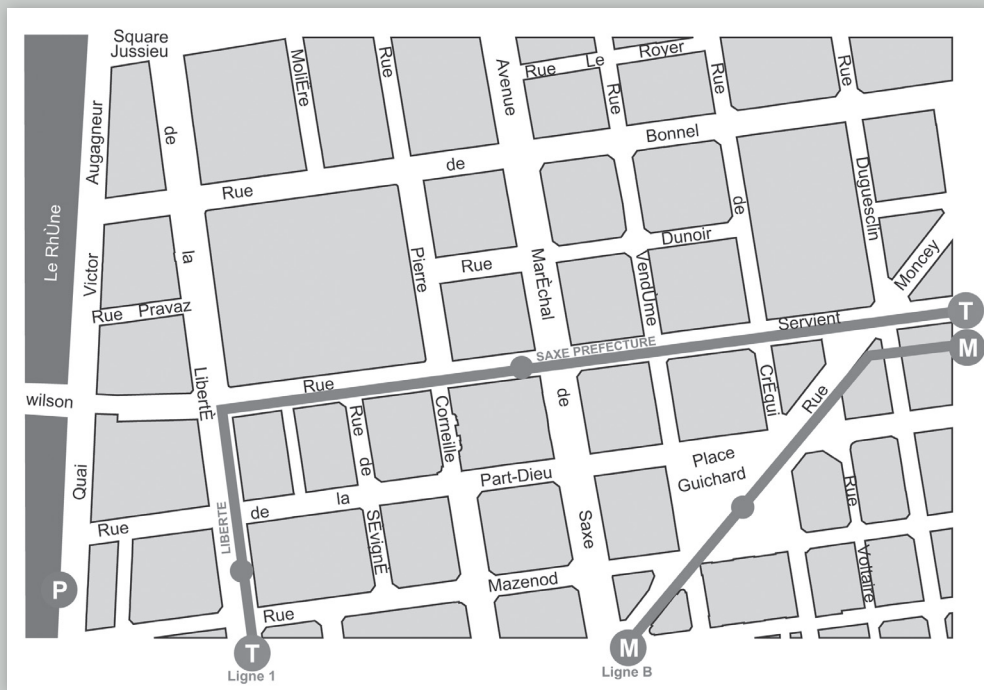 Square
Jussieu
de
MoliÈre
Rue
Avenue
Rue Le Royer
Rue
Rue
Rue
Augagneur
Bonnel
de
Rue
Duguesclin
de
Le RhÙne
la
Pierre
Dunoir
Moncey
Victor
Rue
MarÈchal
VendÙme
Rue Pravaz
Servient
T
SAXE PREFECTURE
M
wilson
LibertÈ
Rue
CrÈqui
Rue
Corneille
Rue de
de
Place
Guichard
Quai
Part-Dieu
la
de
Rue
Rue
LIBERTE
SÈvignÈ
Saxe
Voltaire
P
Mazenod
Rue
T
Ligne 1
M
Ligne B